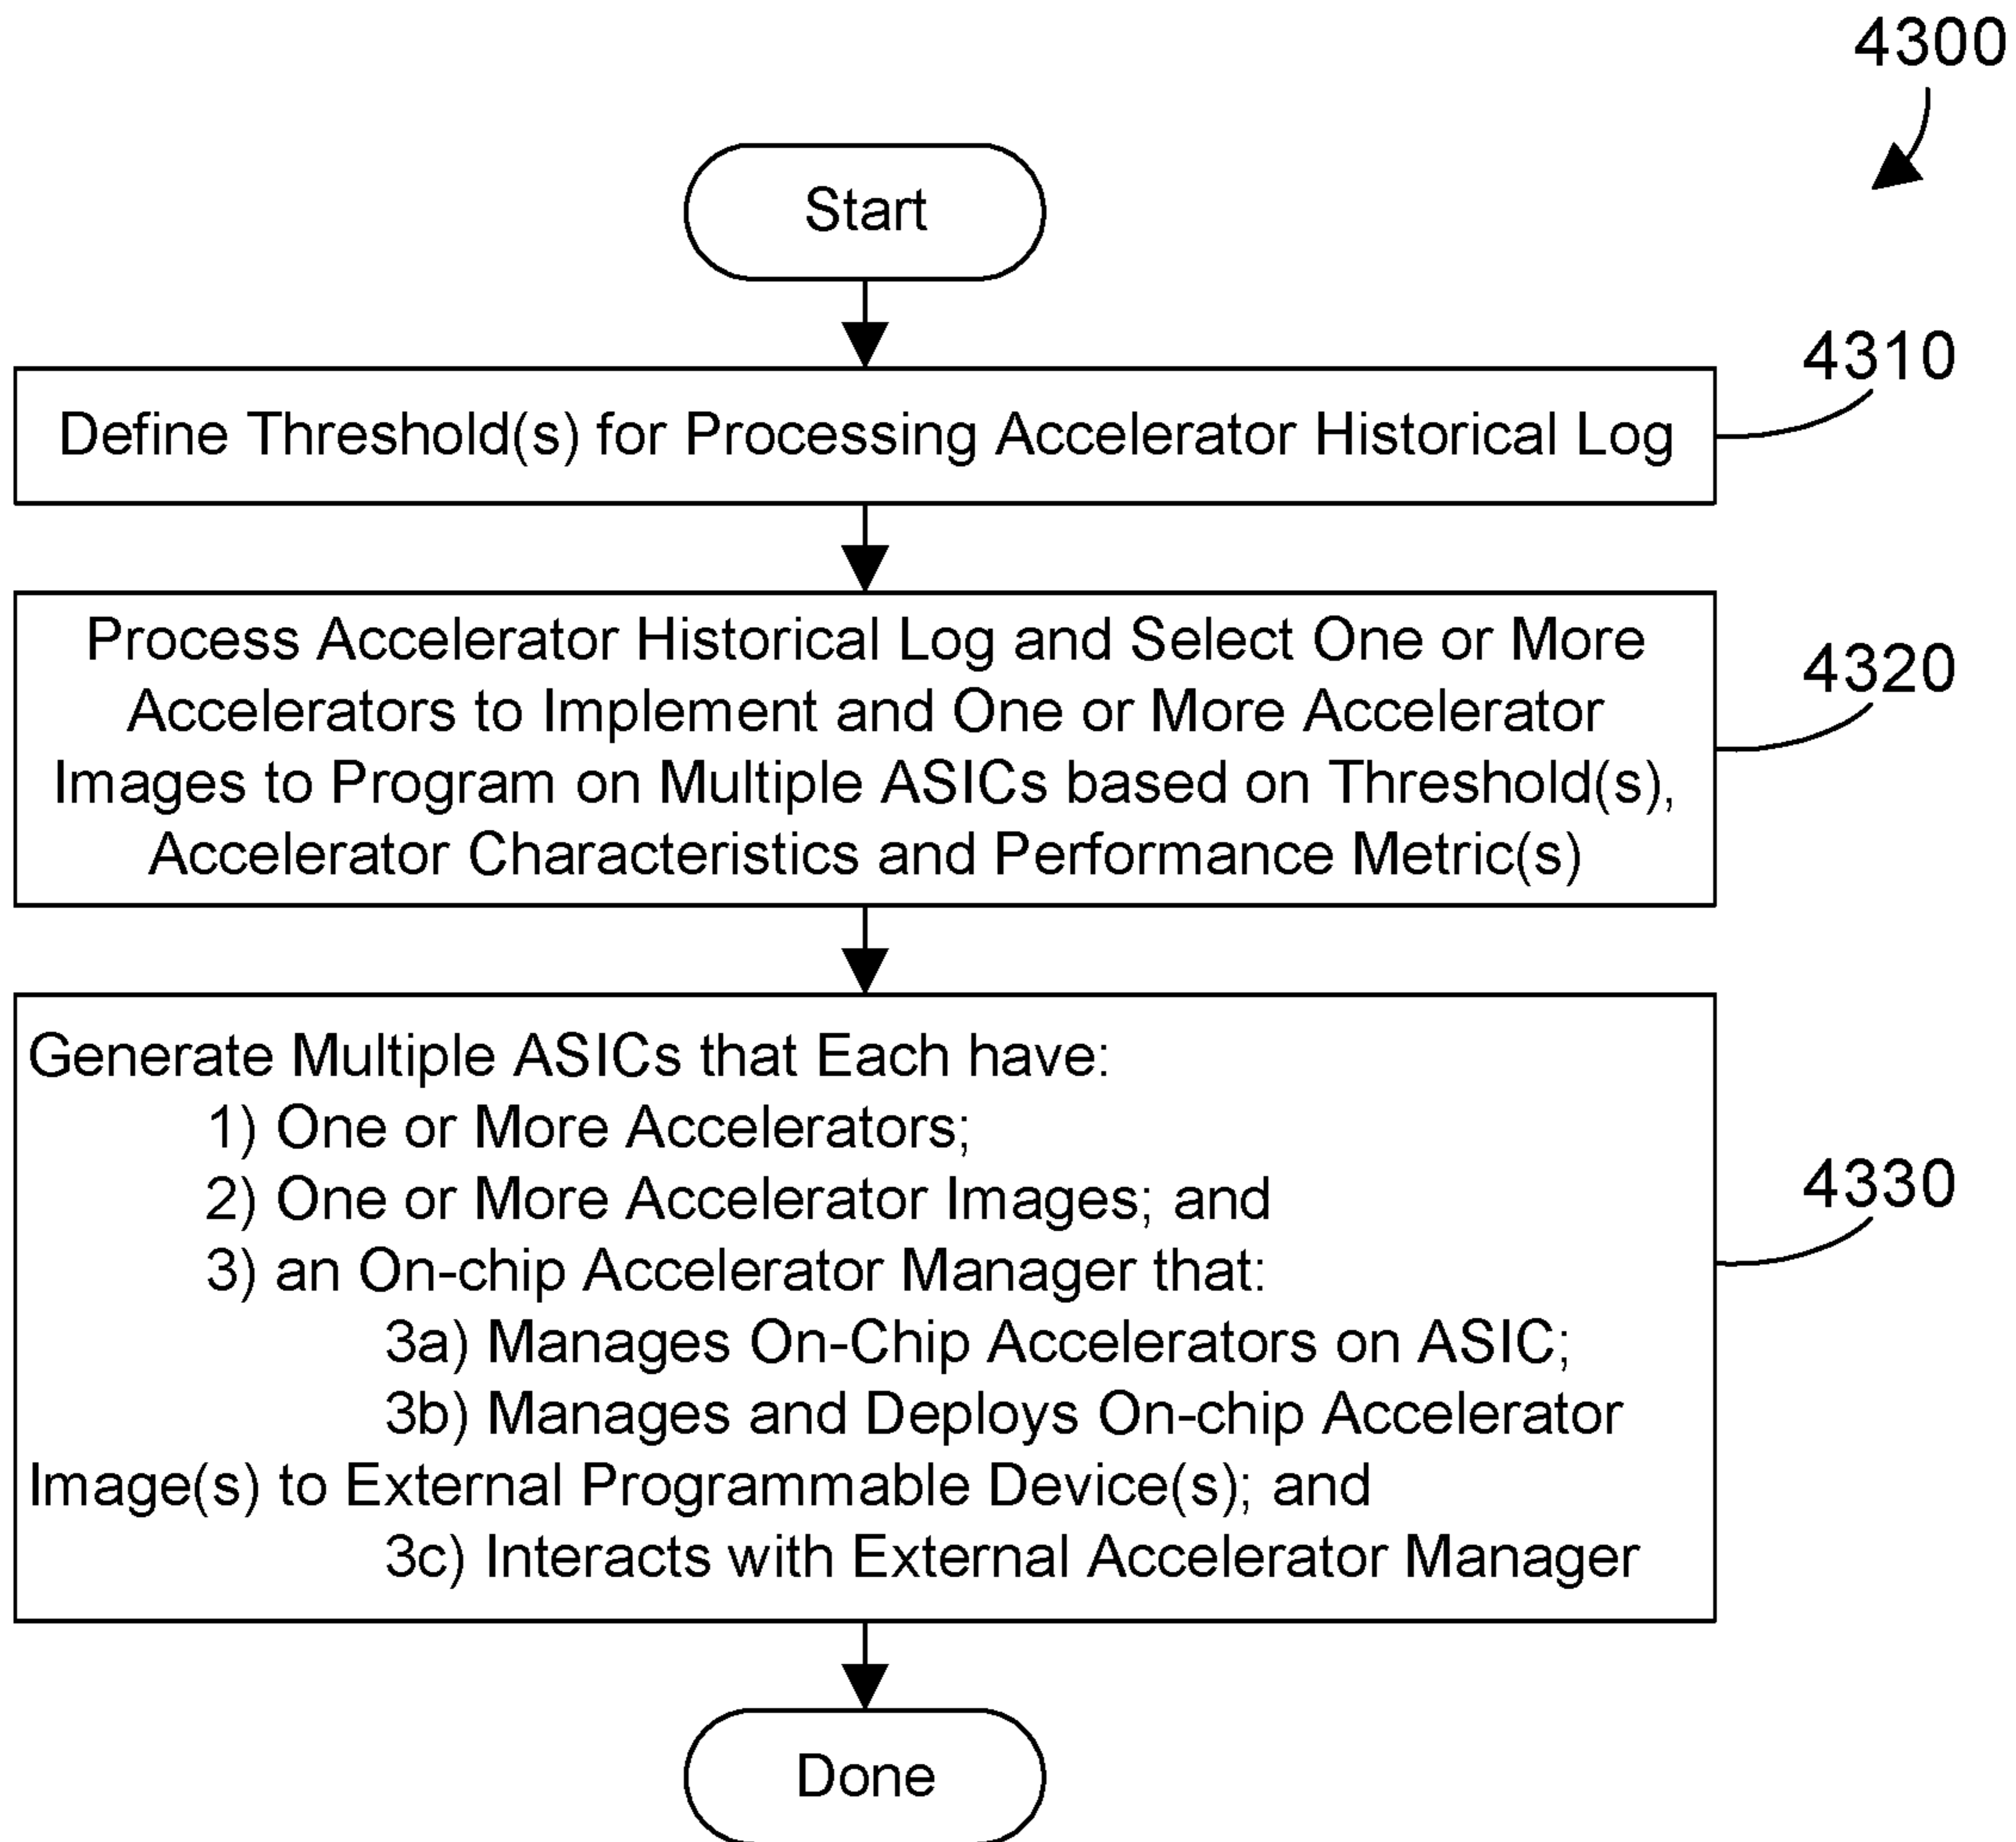 4300
Start
4310
Define Threshold(s) for Processing Accelerator Historical Log
Process Accelerator Historical Log and Select One or More
Accelerators to Implement and One or More Accelerator
Images to Program on Multiple ASICs based on Threshold(s),
Accelerator Characteristics and Performance Metric(s)
4320
Generate Multiple ASICs that Each have:
1) One or More Accelerators;
2) One or More Accelerator Images; and
3) an On-chip Accelerator Manager that:
3a) Manages On-Chip Accelerators on ASIC;
3b) Manages and Deploys On-chip Accelerator
Image(s) to External Programmable Device(s); and
3c) Interacts with External Accelerator Manager
4330
Done